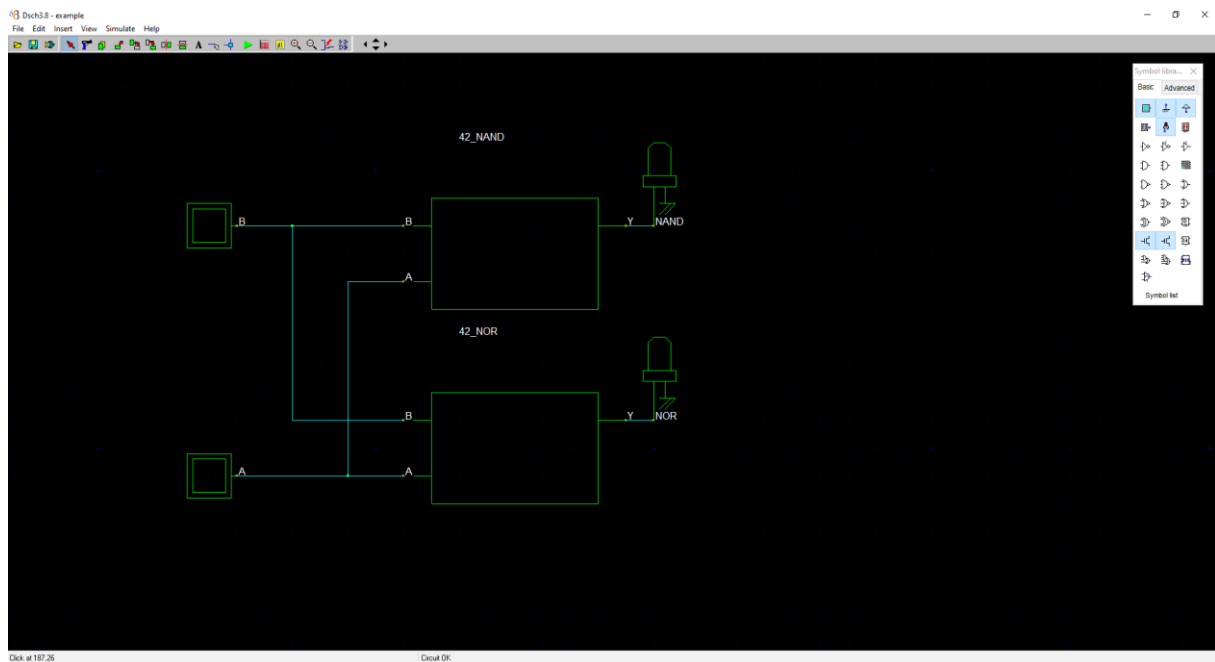 Dsch3.8 - example
File Edit Insert View Simulate Help
A
Symbol libra...
Basic Advanced
42_NAND
B B Y NAND
A
42_NOR
B Y NOR
A A
Symbol list
Click at 187,26 Circuit OK